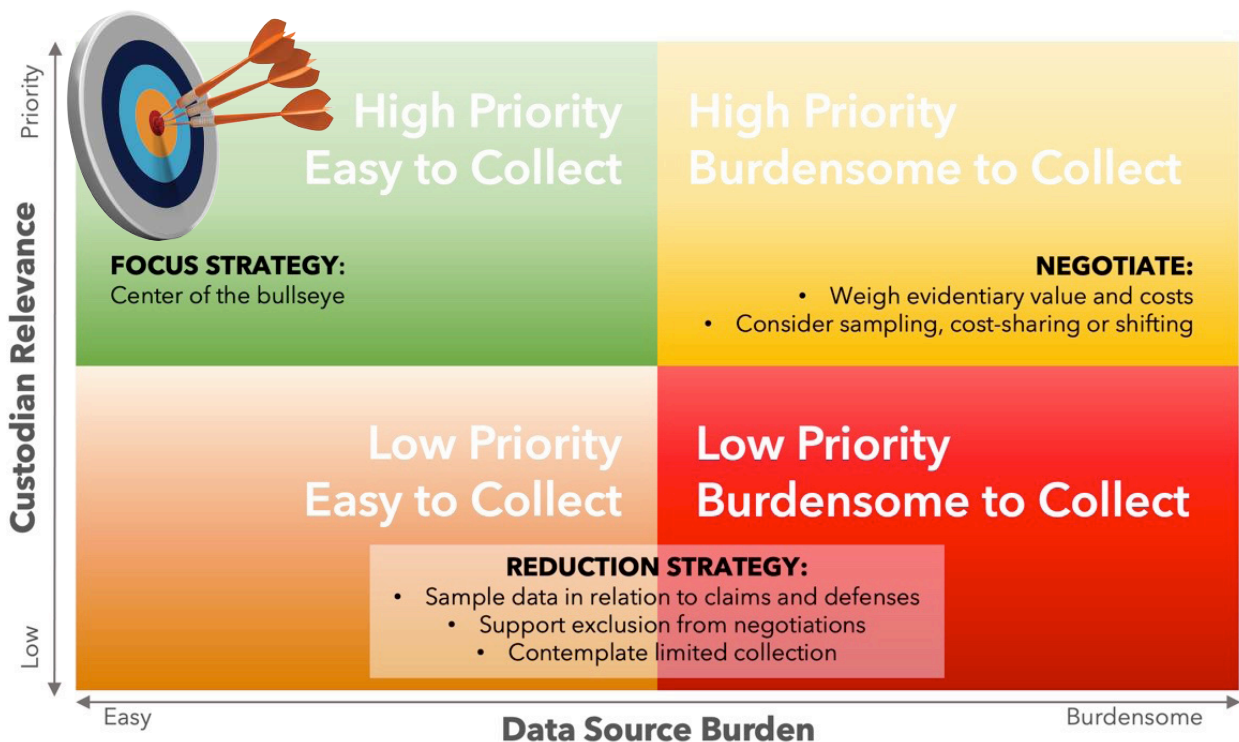 Priority
High Priority
Easy to Collect
High Priority
Burdensome to Collect
FOCUS STRATEGY:
Center of the bullseye
NEGOTIATE:
• Weigh evidentiary value and costs
• Consider sampling, cost-sharing or shifting
Custodian Relevance
Low Priority
Easy to Collect
Low Priority
Burdensome to Collect
REDUCTION STRATEGY:
• Sample data in relation to claims and defenses
• Support exclusion from negotiations
• Contemplate limited collection
Low
Easy
Data Source Burden
Burdensome